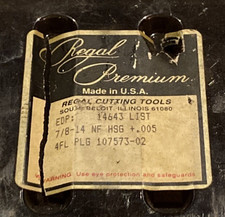 Regal
Premium
Made in U.S.A.
REGAL CUTTING TOOLS
SOUTH BELOIT, ILLINOIS 61080
EDP: 14643 LIST
7/8-14 NF HSG +.005
4FL PLG 107573-02
WARNING: Use eye protection and safeguards